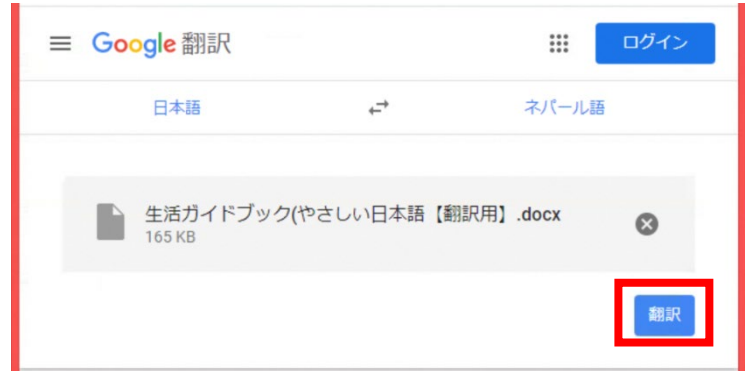 Google 翻訳
ログイン
日本語
ネパール語
生活ガイドブック(やさしい日本語【翻訳用】.docx
165 KB
翻訳